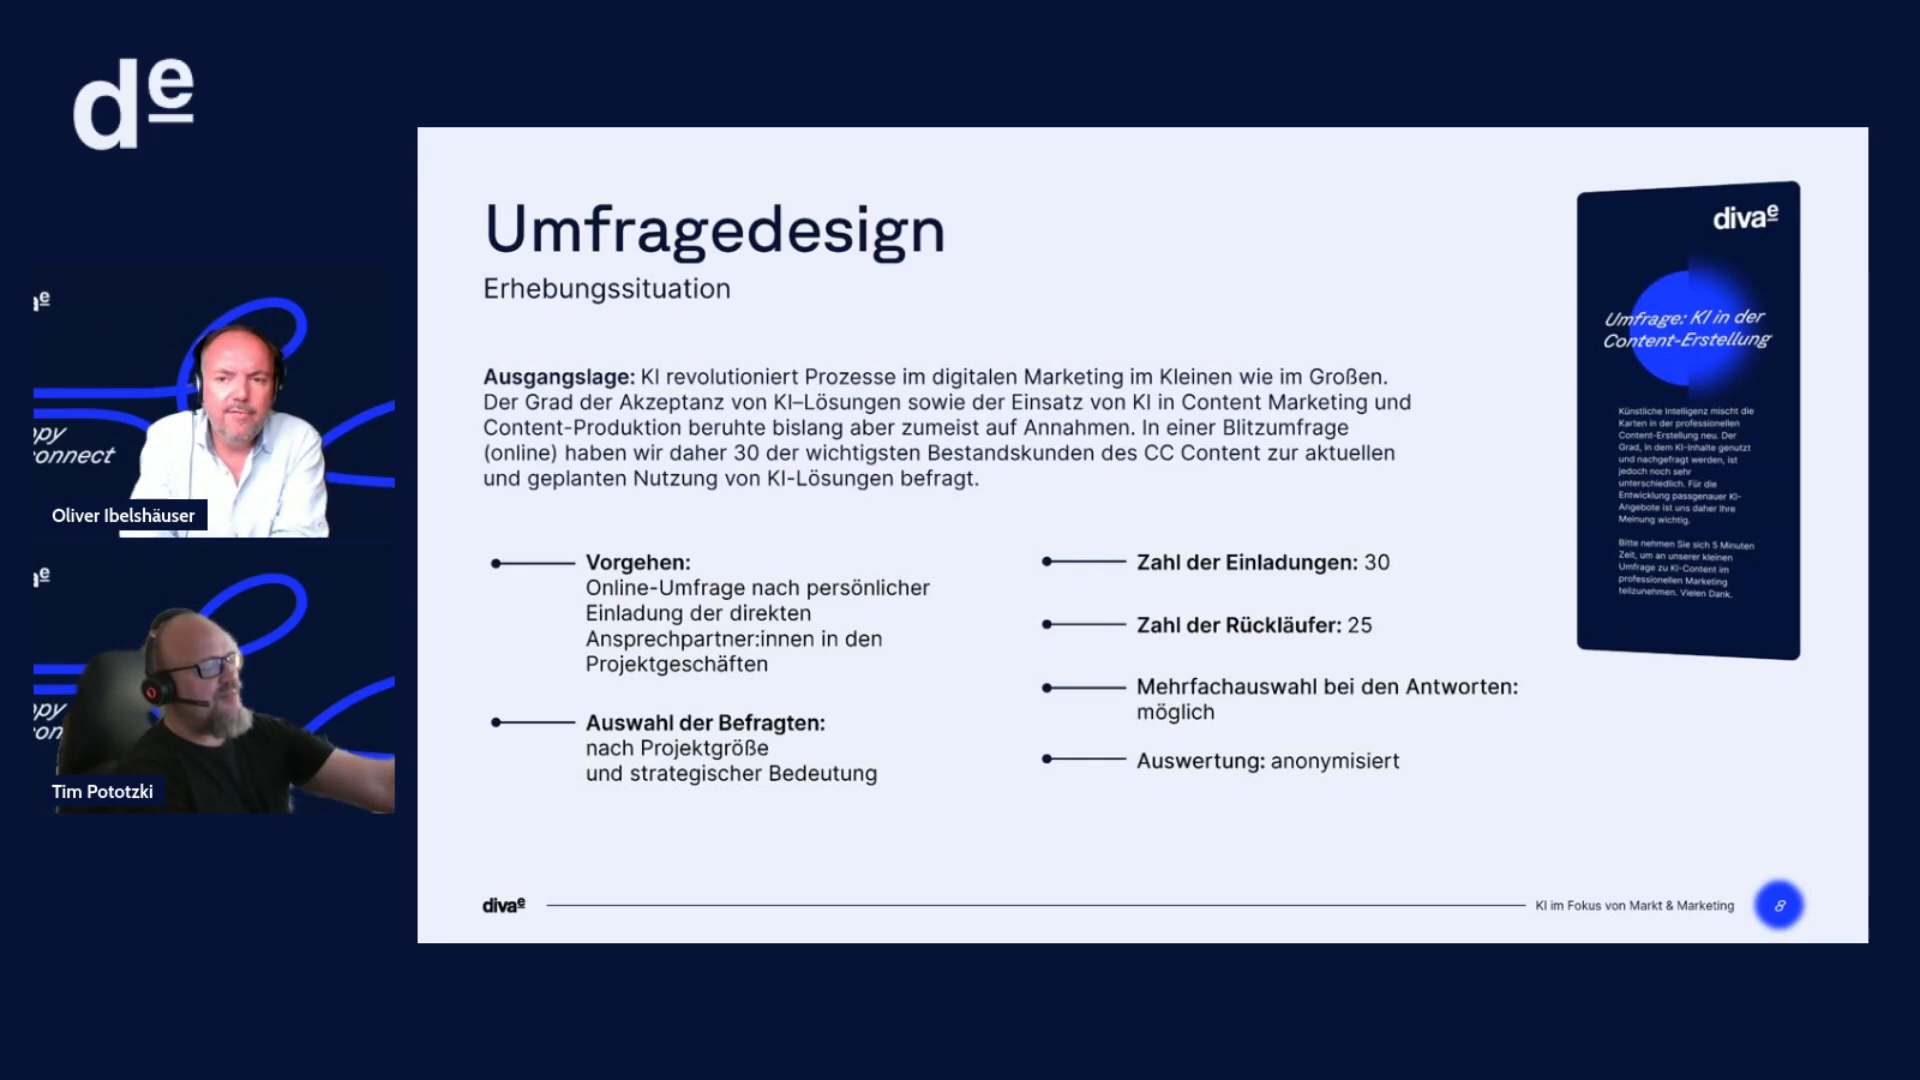 de
Umfragedesign
Erhebungssituation
Ausgangslage: KI revolutioniert Prozesse im digitalen Marketing im Kleinen wie im Großen.
Der Grad der Akzeptanz von KI–Lösungen sowie der Einsatz von KI in Content Marketing und
Content-Produktion beruhte bislang aber zumeist auf Annahmen. In einer Blitzumfrage
(online) haben wir daher 30 der wichtigsten Bestandskunden des CC Content zur aktuellen
und geplanten Nutzung von KI-Lösungen befragt.
Vorgehen:
Online-Umfrage nach persönlicher
Einladung der direkten
Ansprechpartner:innen in den
Projektgeschäften
Auswahl der Befragten:
nach Projektgröße
und strategischer Bedeutung
Zahl der Einladungen: 30
Zahl der Rückläufer: 25
Mehrfachauswahl bei den Antworten:
möglich
Auswertung: anonymisiert
divae
Umfrage: KI in der
Content-Erstellung
Künstliche Intelligenz mischt die
Karten in der professionellen
Content-Erstellung neu. Der
Grad, in dem KI-Inhalte genutzt
und nachgefragt werden, ist
jedoch noch sehr
unterschiedlich. Für die
Entwicklung passgenauer KI-
Angebote ist uns daher Ihre
Meinung wichtig.
Bitte nehmen Sie sich 5 Minuten
Zeit, um an unserer kleinen
Umfrage zu KI-Content im
professionellen Marketing
teilzunehmen. Vielen Dank.
divae
KI im Fokus von Markt & Marketing
8
ae
py
onnect
Oliver Ibelshäuser
ae
py
on
Tim Pototzki